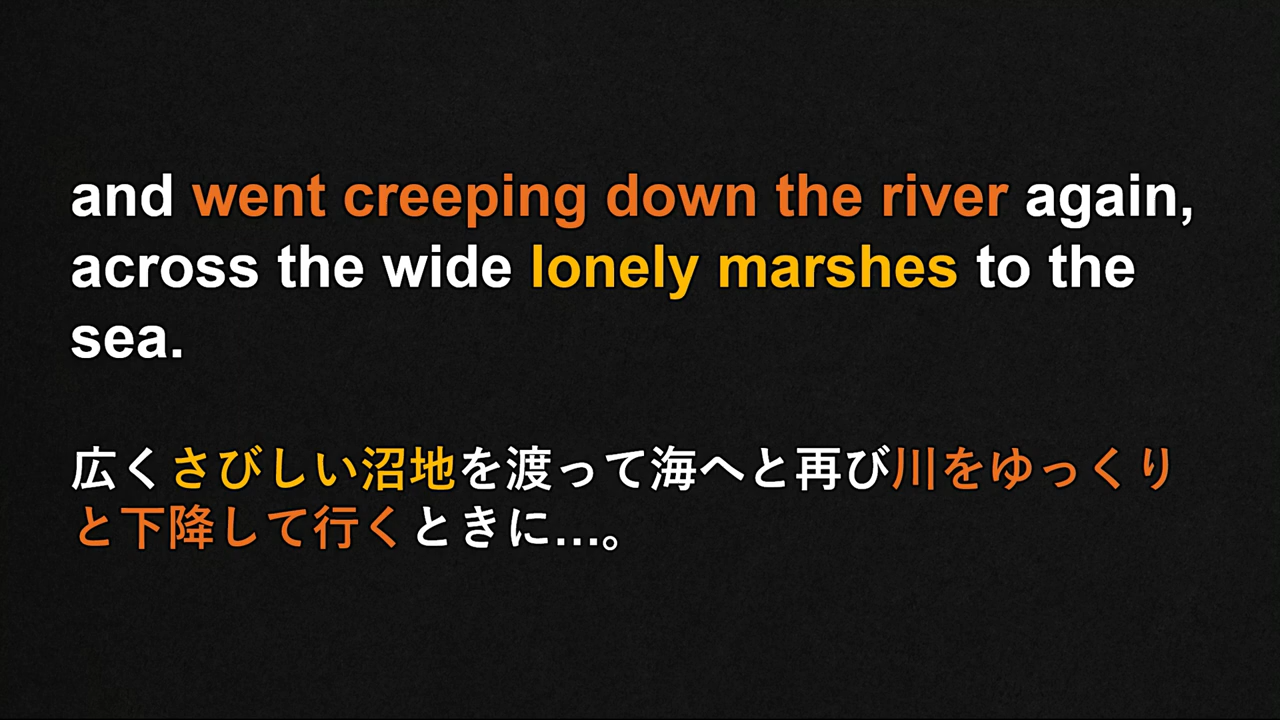 and went creeping down the river again,
across the wide lonely marshes to the
sea.
広くさびしい沼地を渡って海へと再び川をゆっくり
と下降して行くときに…。